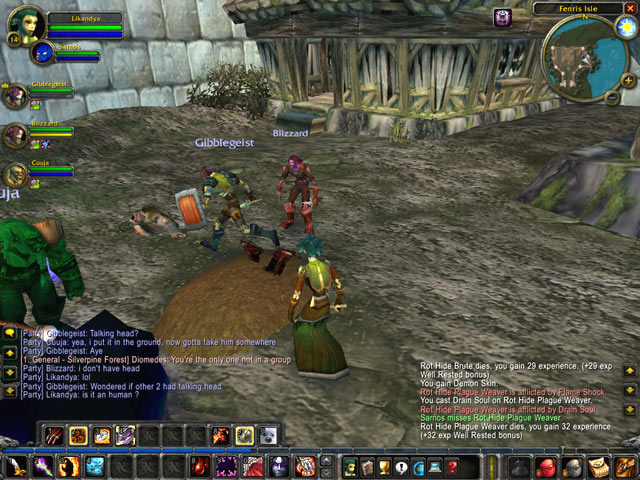 Likandya
14
Sarnos
Fenris Isle
N
Gibblegeist
Blizzard
Cuuja
Gibblegeist
Blizzard
uja
[Party] Gibblegeist: Talking head?
[Party] Cuuja: yea, i put it in the ground, now gotta take him somewhere
[Party] Gibblegeist: Aye
[1. General - Silverpine Forest] Diomedes: You're the only one not in a group
[Party] Blizzard: i don't have head
[Party] Likandya: lol
[Party] Gibblegeist: Wondered if other 2 had talking head
[Party] Likandya: is it an human ?
Rot Hide Brute dies, you gain 29 experience. (+29 exp
Well Rested bonus)
You gain Demon Skin.
Rot Hide Plague Weaver is afflicted by Flame Shock.
You cast Drain Soul on Rot Hide Plague Weaver.
Rot Hide Plague Weaver is afflicted by Drain Soul.
Sarnos misses Rot Hide Plague Weaver.
Rot Hide Plague Weaver dies, you gain 32 experience.
(+32 exp Well Rested bonus)